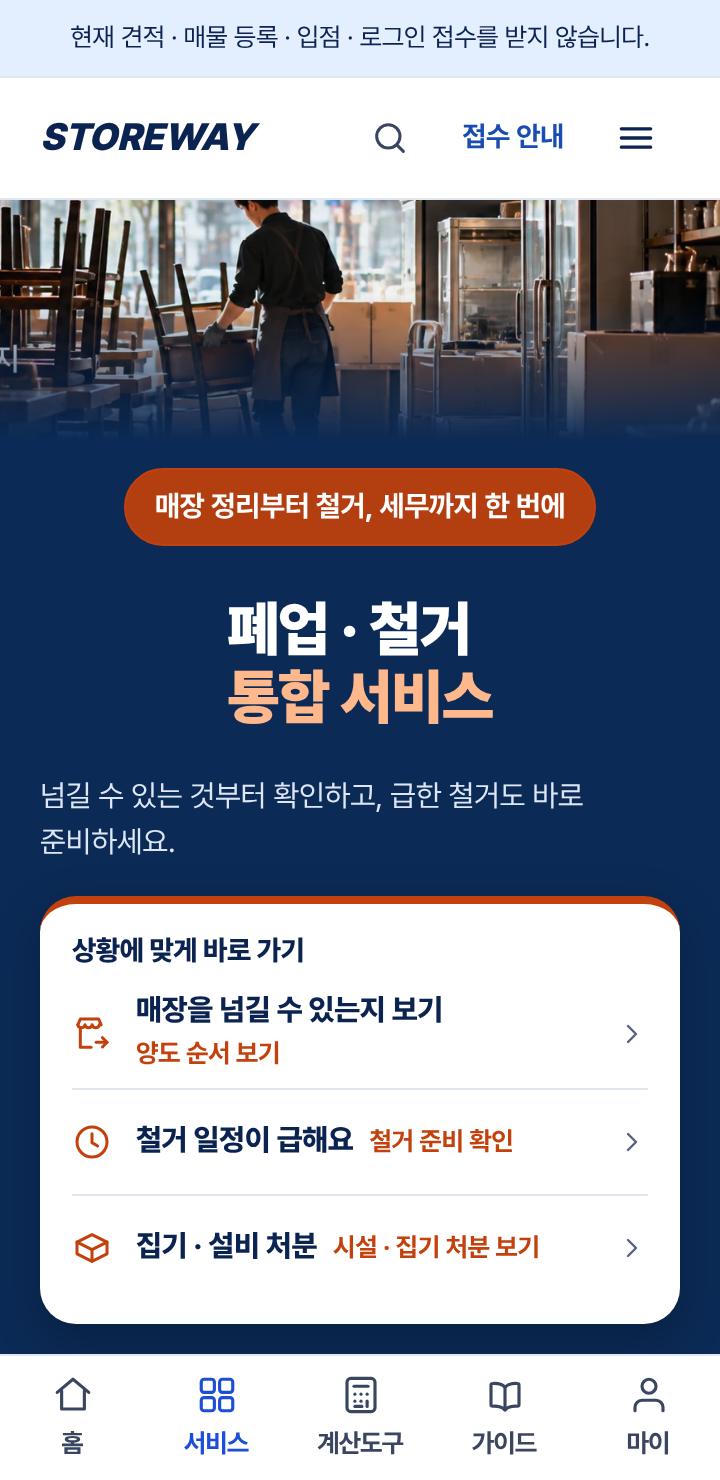 현재 견적 · 매물 등록 · 입점 · 로그인 접수를 받지 않습니다.
STOREWAY
접수 안내
지
매장 정리부터 철거, 세무까지 한 번에
폐업 · 철거
통합 서비스
넘길 수 있는 것부터 확인하고, 급한 철거도 바로
준비하세요.
상황에 맞게 바로 가기
매장을 넘길 수 있는지 보기
양도 순서 보기
철거 일정이 급해요 철거 준비 확인
집기 · 설비 처분 시설 · 집기 처분 보기
홈 서비스 계산도구 가이드 마이